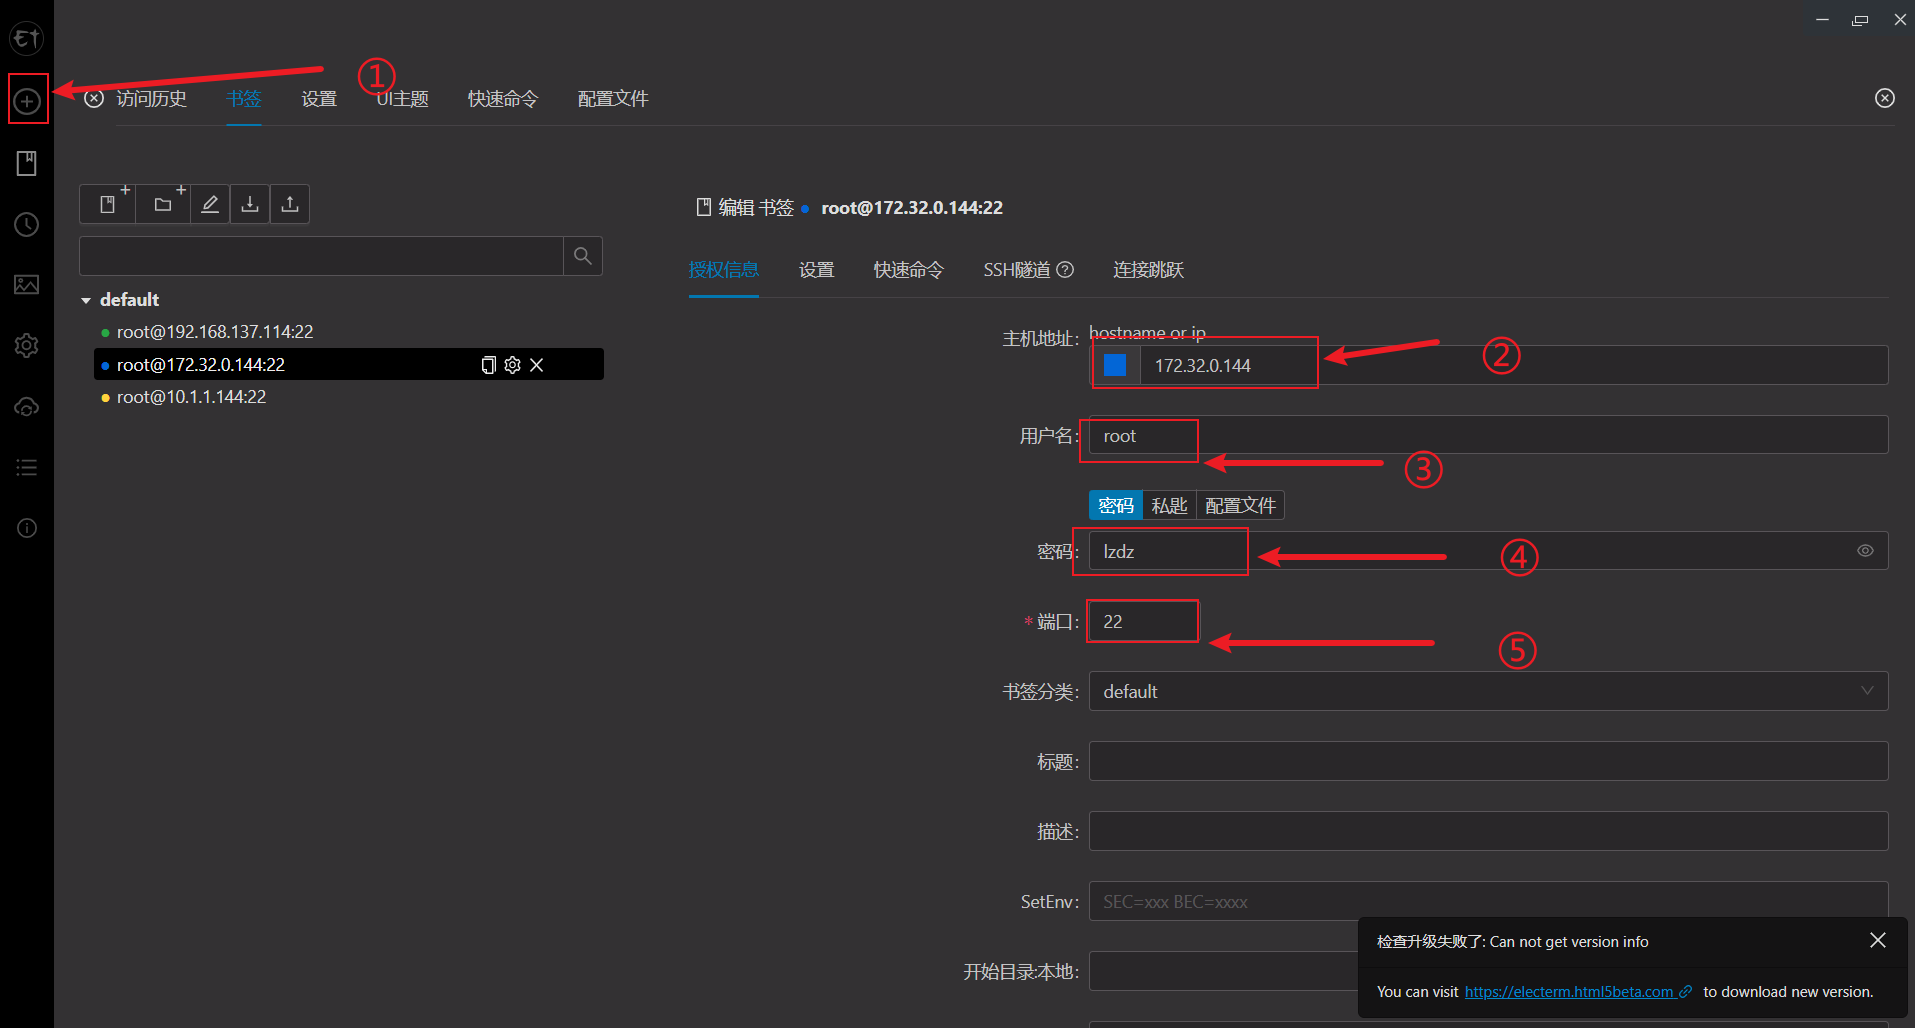 ①
访问历史 书签 设置 UI主题 快速命令 配置文件
编辑 书签 root@172.32.0.144:22
授权信息 设置 快速命令 SSH隧道 连接跳跃
default
root@192.168.137.114:22
root@172.32.0.144:22
root@10.1.1.144:22
hostname or ip
主机地址: 172.32.0.144 ②
用户名: root ③
密码 私匙 配置文件
密码: lzdz ④
* 端口: 22 ⑤
书签分类: default
标题:
描述:
SetEnv: SEC=xxx BEC=xxxx
开始目录:本地:
检查升级失败了: Can not get version info
You can visit https://electerm.html5beta.com to download new version.